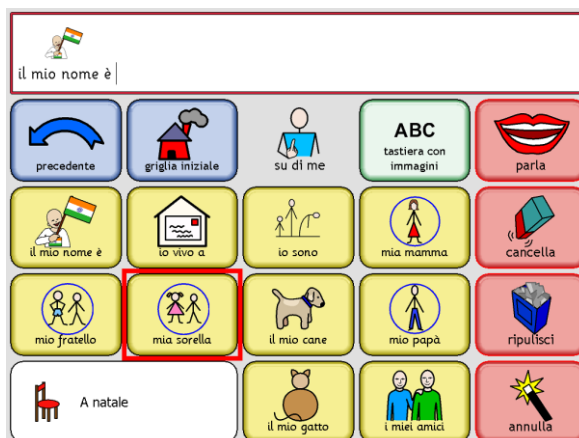 il mio nome è
precedente
griglia iniziale
su di me
ABC
tastiera con
immagini
parla
il mio nome è
io vivo a
io sono
mia mamma
cancella
mio fratello
mia sorella
il mio cane
mio papà
ripulisci
A natale
il mio gatto
i miei amici
annulla